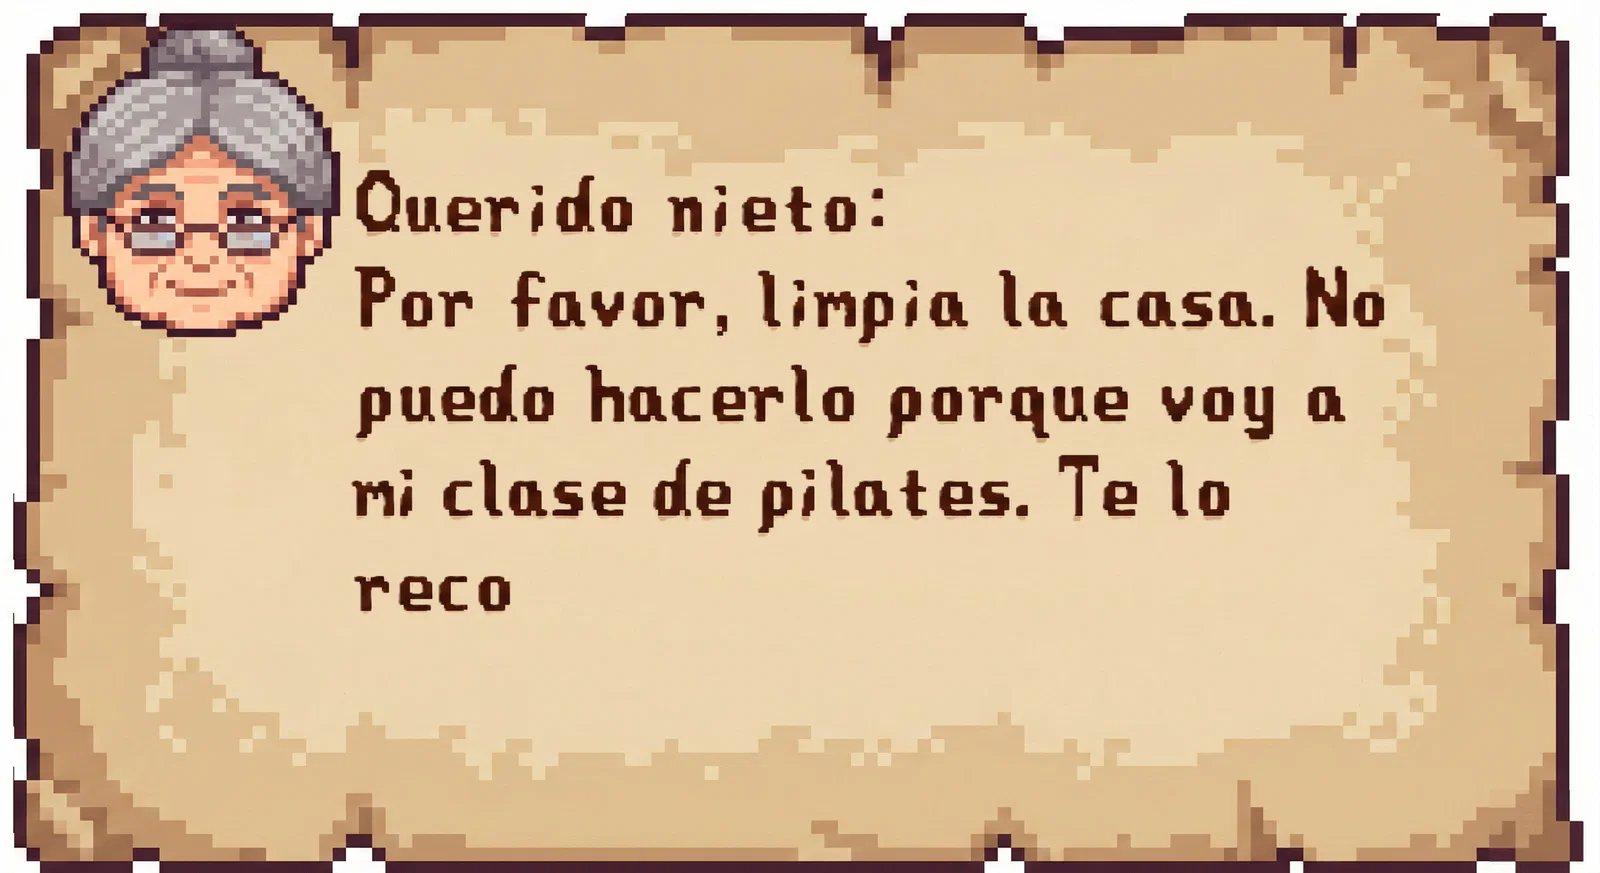 Querido nieto:
Por favor, limpia la casa. No
puedo hacerlo porque voy a
mi clase de pilates. Te lo
reco